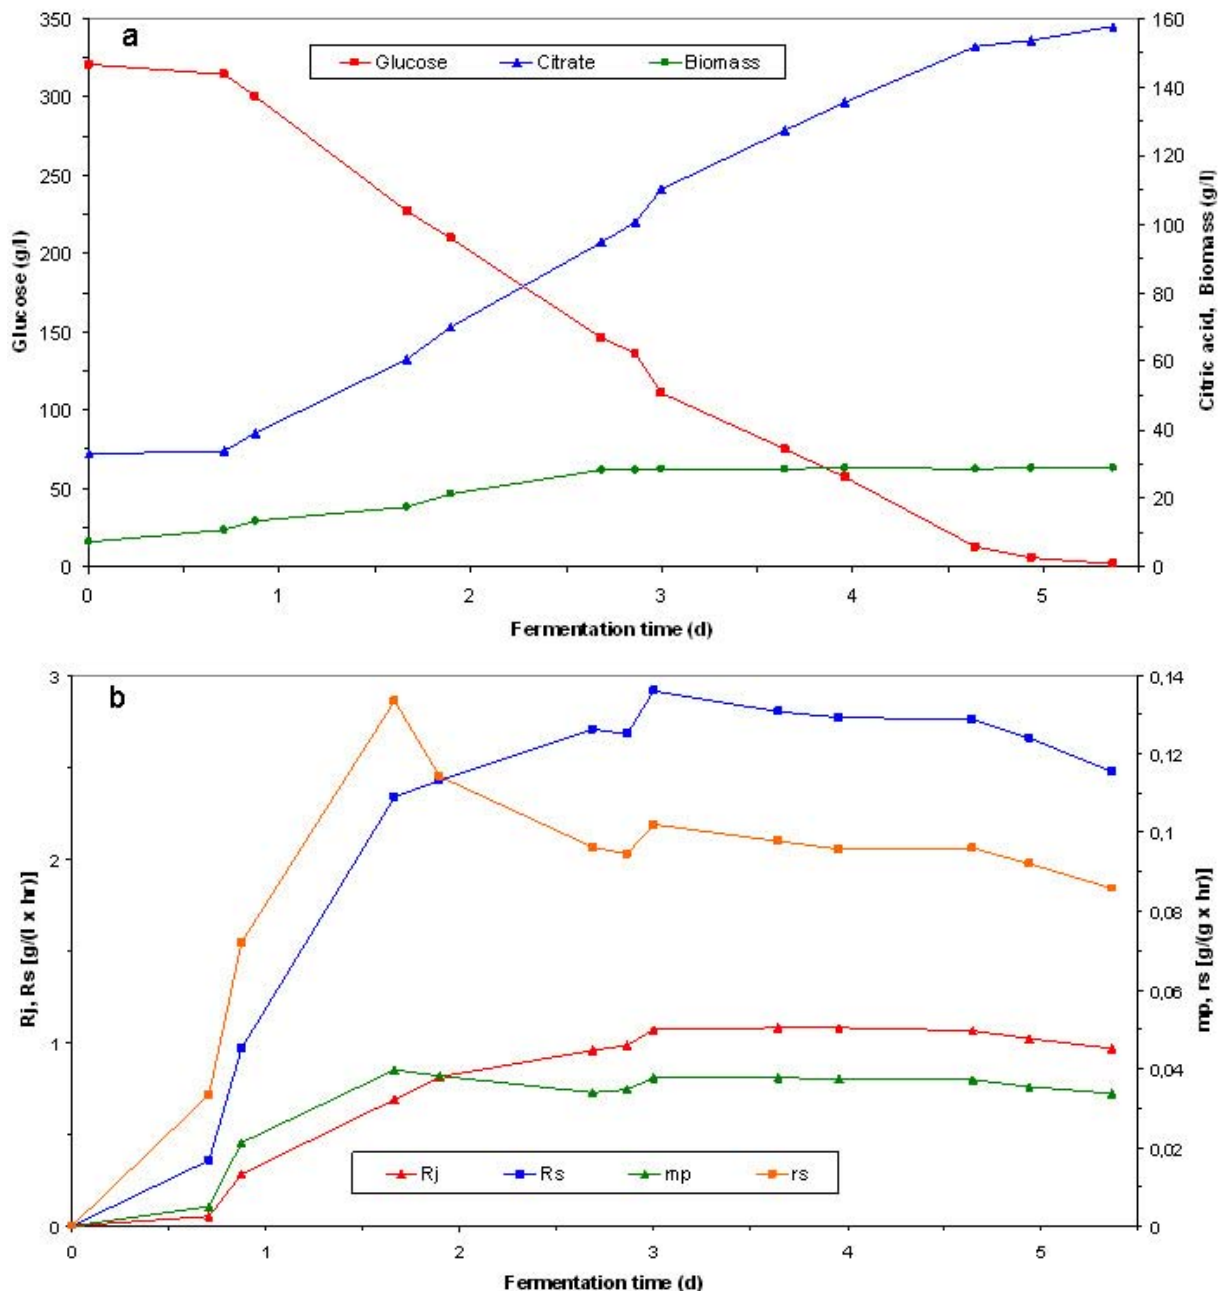 a
Glucose Citrate Biomass
350
300
250
200
150
100
50
0
Glucose (g/l)
160
140
120
100
80
60
40
20
0
Citric acid, Biomass (g/l)
0 1 2 3 4 5
Fermentation time (d)
b
3
2
1
0
Rj, Rs [g/(l x hr)]
0,14
0,12
0,1
0,08
0,06
0,04
0,02
0
mp, rs [g/(g x hr)]
Rj Rs mp rs
0 1 2 3 4 5
Fermentation time (d)